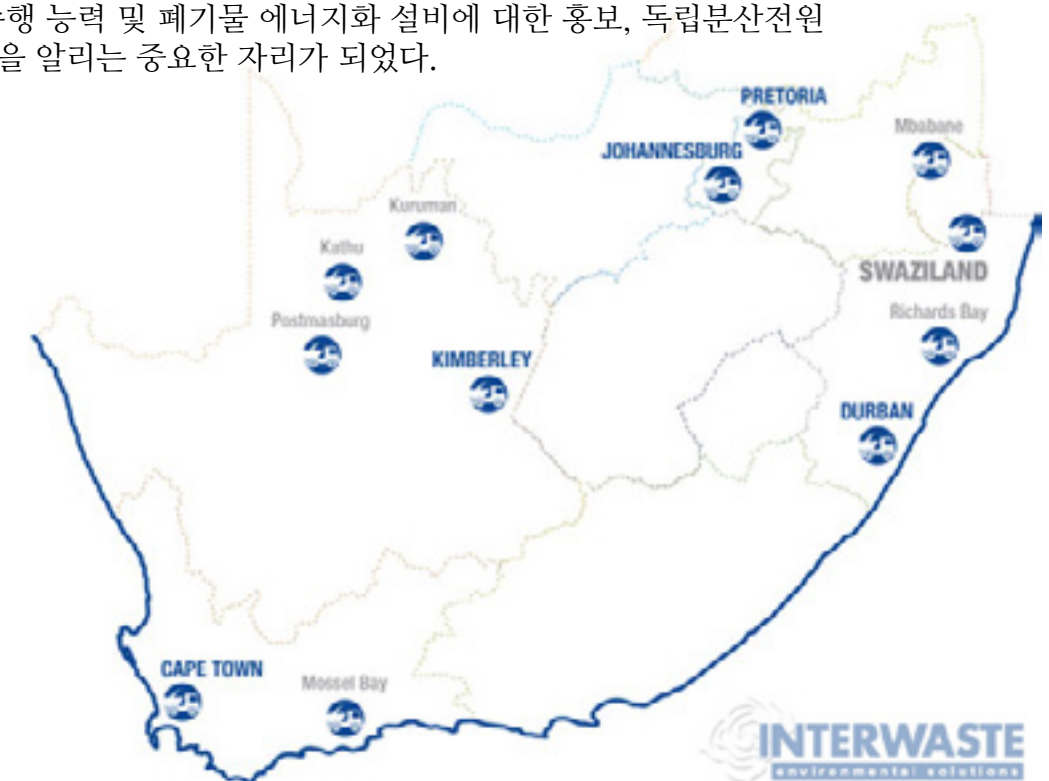 수행 능력 및 폐기물 에너지화 설비에 대한 홍보, 독립분산전원
을 알리는 중요한 자리가 되었다.
PRETORIA
Mbabane
JOHANNESBURG
Kuruman
Kathu
SWAZILAND
Postmasburg
Richards Bay
KIMBERLEY
DURBAN
CAPE TOWN
Mossel Bay
INTERWASTE
environmental solutions